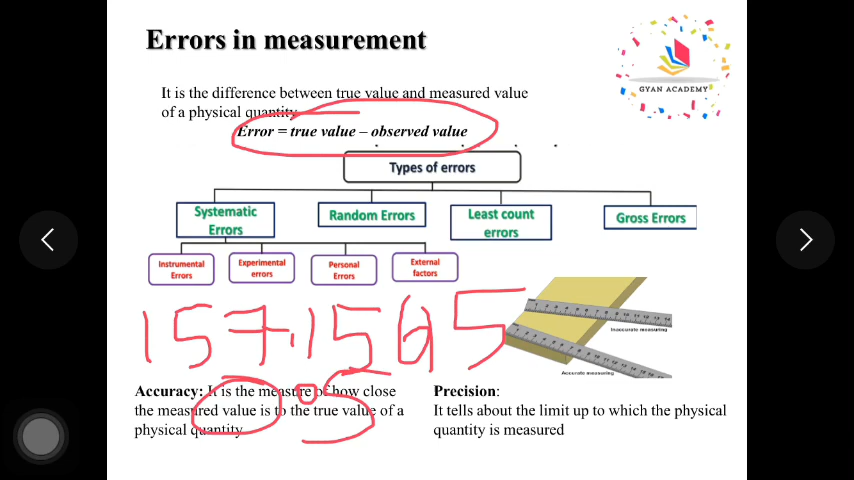 Errors in measurement
GYAN ACADEMY
It is the difference between true value and measured value
of a physical quantity
Error = true value – observed value
Types of errors
Systematic Errors
Random Errors
Least count errors
Gross Errors
Instrumental Errors
Experimental errors
Personal Errors
External factors
Inaccurate measuring
Accurate measuring
Accuracy: It is the measure of how close
the measured value is to the true value of a
physical quantity
Precision:
It tells about the limit up to which the physical
quantity is measured